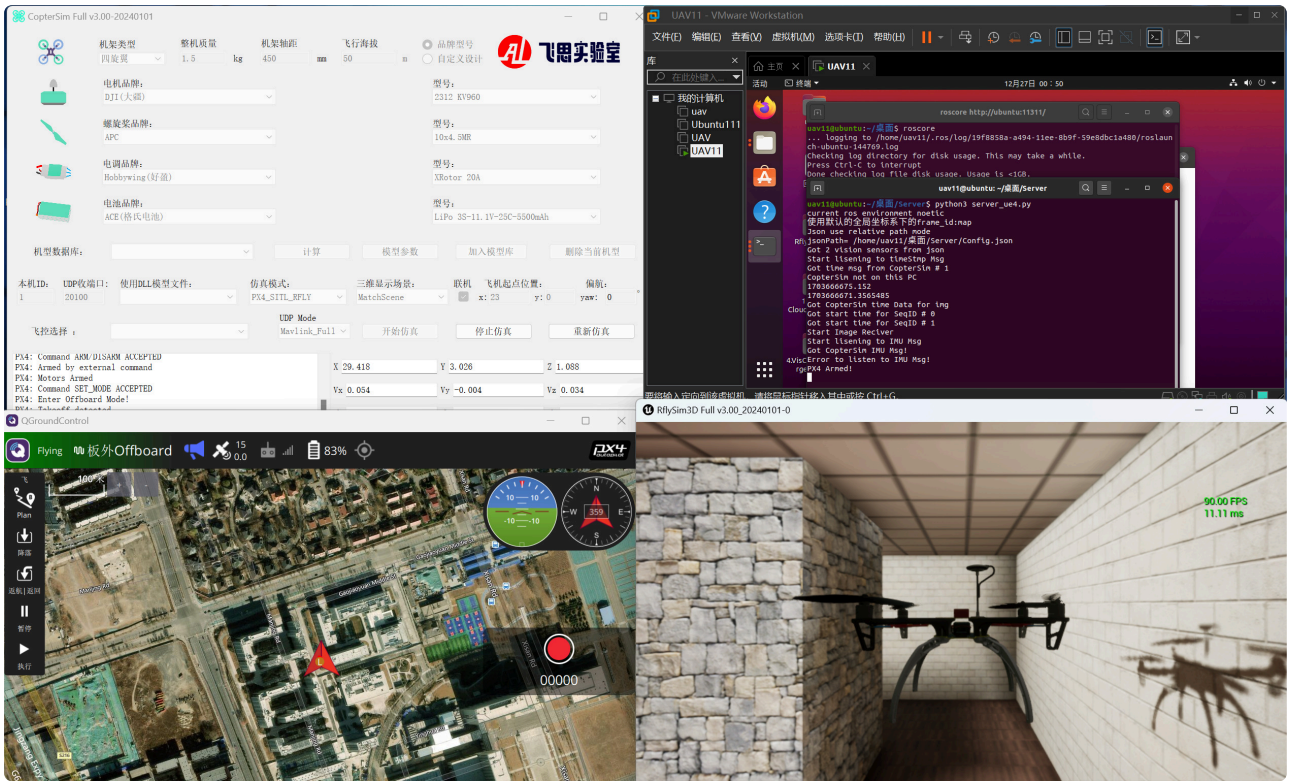 CopterSim Full v3.00-20240101
机架类型 整机质量 机架轴距 飞行海拔 品牌型号
四旋翼 1.5 kg 450 mm 50 m 自定义设计
飞思实验室
电机品牌: 型号:
DJI(大疆) 2312 KV960
螺旋桨品牌: 型号:
APC 10x4.5MR
电调品牌: 型号:
Hobbywing(好盈) XRotor 20A
电池品牌: 型号:
ACE(格氏电池) LiPo 3S-11.1V-25C-5500mAh
机型数据库: 计算 模型参数 加入模型库 删除当前机型
本机ID: UDP收端口: 使用DLL模型文件: 仿真模式: 三维显示场景: 联机 飞机起点位置: 偏航:
1 20100 PX4_SITL_RFLY MatchScene x: 23 y: 0 yaw: 0
UDP Mode
飞控选择 : Mavlink_Full 开始仿真 停止仿真 重新仿真
PX4: Command ARM/DISARM ACCEPTED
PX4: Armed by external command
PX4: Motors Armed
PX4: Command SET_MODE ACCEPTED
PX4: Enter Offboard Mode!
PX4: Takeoff detected
X 29.418 Y 3.026 Z 1.088
Vx 0.054 Vy -0.004 Vz 0.034
UAV11 - VMware Workstation
文件(F) 编辑(E) 查看(V) 虚拟机(M) 选项卡(T) 帮助(H)
库
在此处键入...
我的计算机
uav
Ubuntu111
UAV
UAV11
主页 UAV11
活动 终端 12月27日 00:50
roscore http://ubuntu:11311/
uav11@ubuntu:~/桌面$ roscore
... logging to /home/uav11/.ros/log/19f8858a-a494-11ee-8b9f-59e8dbc1a480/roslaun
ch-ubuntu-144769.log
Checking log directory for disk usage. This may take a while.
Press Ctrl-C to interrupt
Done checking log file disk usage. Usage is <1GB.
uav11@ubuntu: ~/桌面/Server
uav11@ubuntu:~/桌面/Server$ python3 server_ue4.py
current ros environment noetic
使用默认的全局坐标系下的frame_id:map
Json use relative path mode
jsonPath= /home/uav11/桌面/Server/Config.json
Got 2 vision sensors from json
Start lisening to timeStmp Msg
Got time msg from CopterSim # 1
CopterSim not on this PC
1703666675.152
1703666671.3565485
Got CopterSim time Data for img
Got start time for SeqID # 0
Got start time for SeqID # 1
Start Image Reciver
Start lisening to IMU Msg
Got CopterSim IMU Msg!
Error to listen to IMU Msg!
PX4 Armed!
要将输入定向到该虚拟机，请将鼠标指针移入其中或按 Ctrl+G。
QGroundControl
Flying 板外Offboard 15 0.0 83% PX4 autopilot
Plan
降落
返航|返回
暂停
执行
100 米
10 10
-10 -10
N
W 359 E
S
Gaojiaoyuan Middle St
Gaojiaoyuan Middle St
Xisan Rd
Xisan Rd
Jingzang Expy
00000
RflySim3D Full v3.00_20240101-0
90.00 FPS
11.11 ms